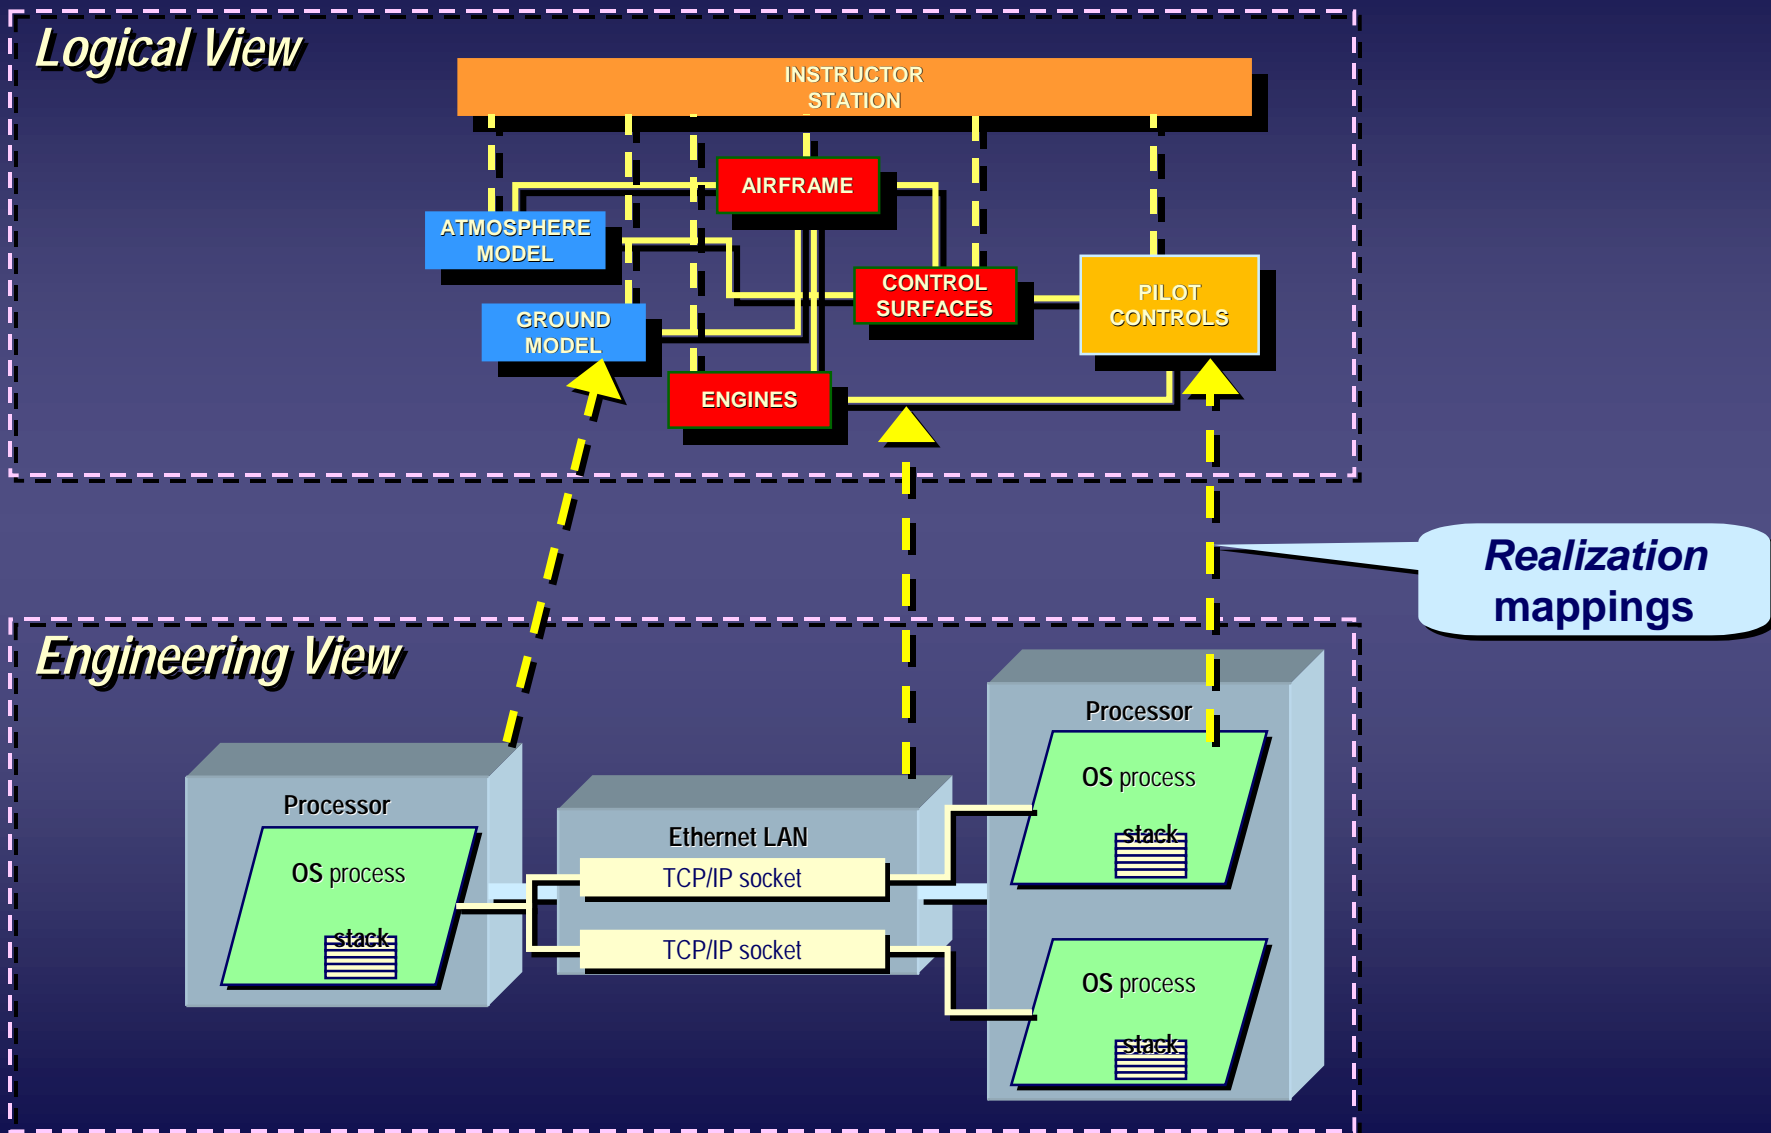 Logical View
INSTRUCTOR
STATION
AIRFRAME
ATMOSPHERE
MODEL
CONTROL
SURFACES
PILOT
CONTROLS
GROUND
MODEL
ENGINES
Realization
mappings
Engineering View
Processor
OS process
stack
Ethernet LAN
TCP/IP socket
TCP/IP socket
Processor
OS process
stack
OS process
stack